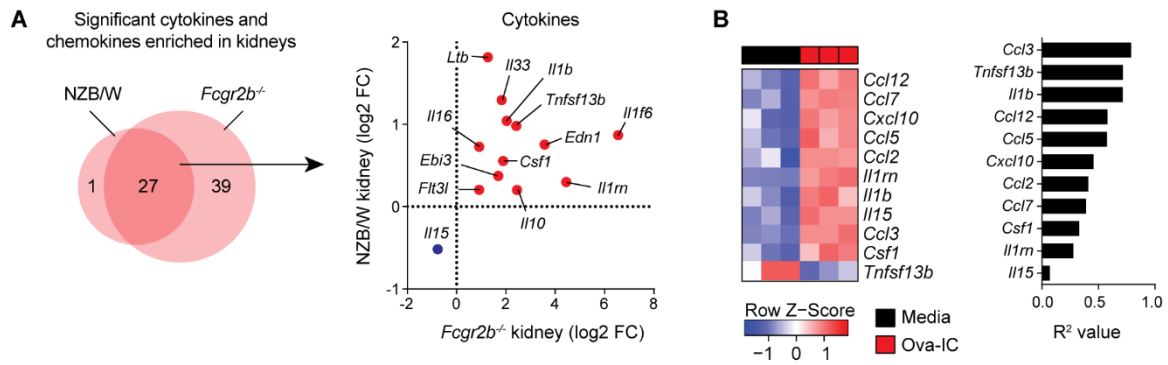 A
Significant cytokines and
chemokines enriched in kidneys
NZB/W
Fcgr2b-/-
1
27
39
Cytokines
NZB/W kidney (log2 FC)
2
1
0
-1
Ltb
Il33
Il1b
Tnfsf13b
Il1f6
Il16
Edn1
Ebi3
Csf1
Flt3l
Il1rn
Il10
Il15
-2
0
2
4
6
8
Fcgr2b-/- kidney (log2 FC)
B
Ccl12
Ccl7
Cxcl10
Ccl5
Ccl2
Il1rn
Il1b
Il15
Ccl3
Csf1
Tnfsf13b
Row Z−Score
−1 0 1
Media
Ova-IC
Ccl3
Tnfsf13b
Il1b
Ccl12
Ccl5
Cxcl10
Ccl2
Ccl7
Csf1
Il1rn
Il15
0.0 0.5 1.0
R² value